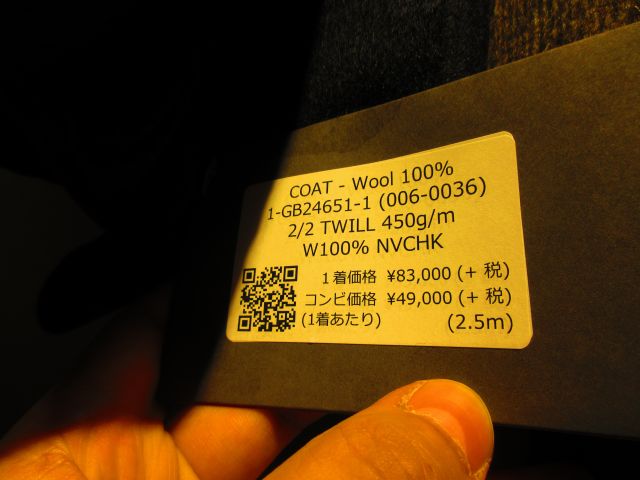 COAT - Wool 100%
1-GB24651-1 (006-0036)
2/2 TWILL 450g/m
W100% NVCHK
1着価格 ¥83,000 (+ 税)
コンビ価格 ¥49,000 (+ 税)
(1着あたり) (2.5m)